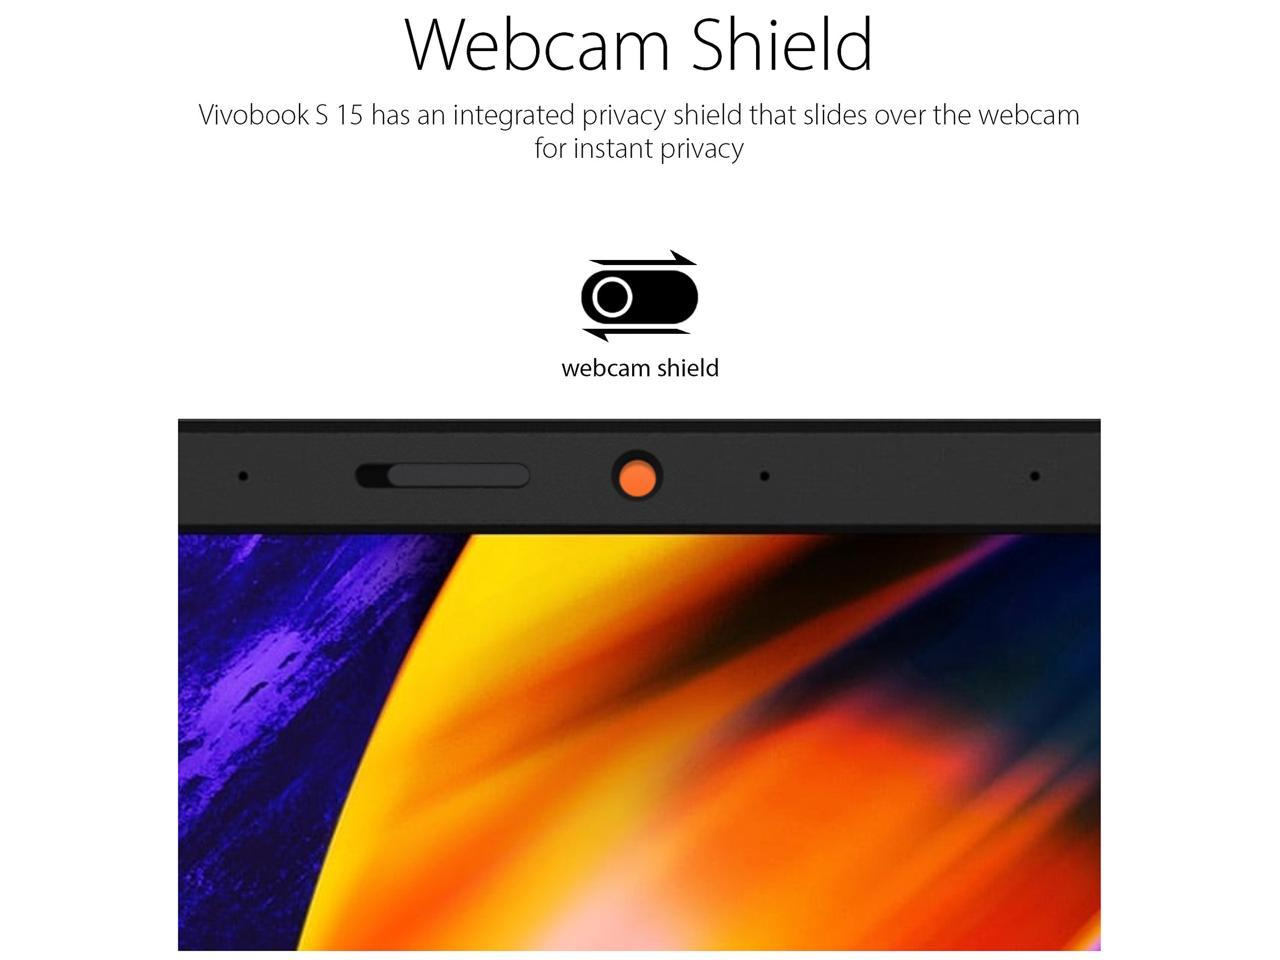 Webcam Shield
Vivobook S 15 has an integrated privacy shield that slides over the webcam
for instant privacy
webcam shield